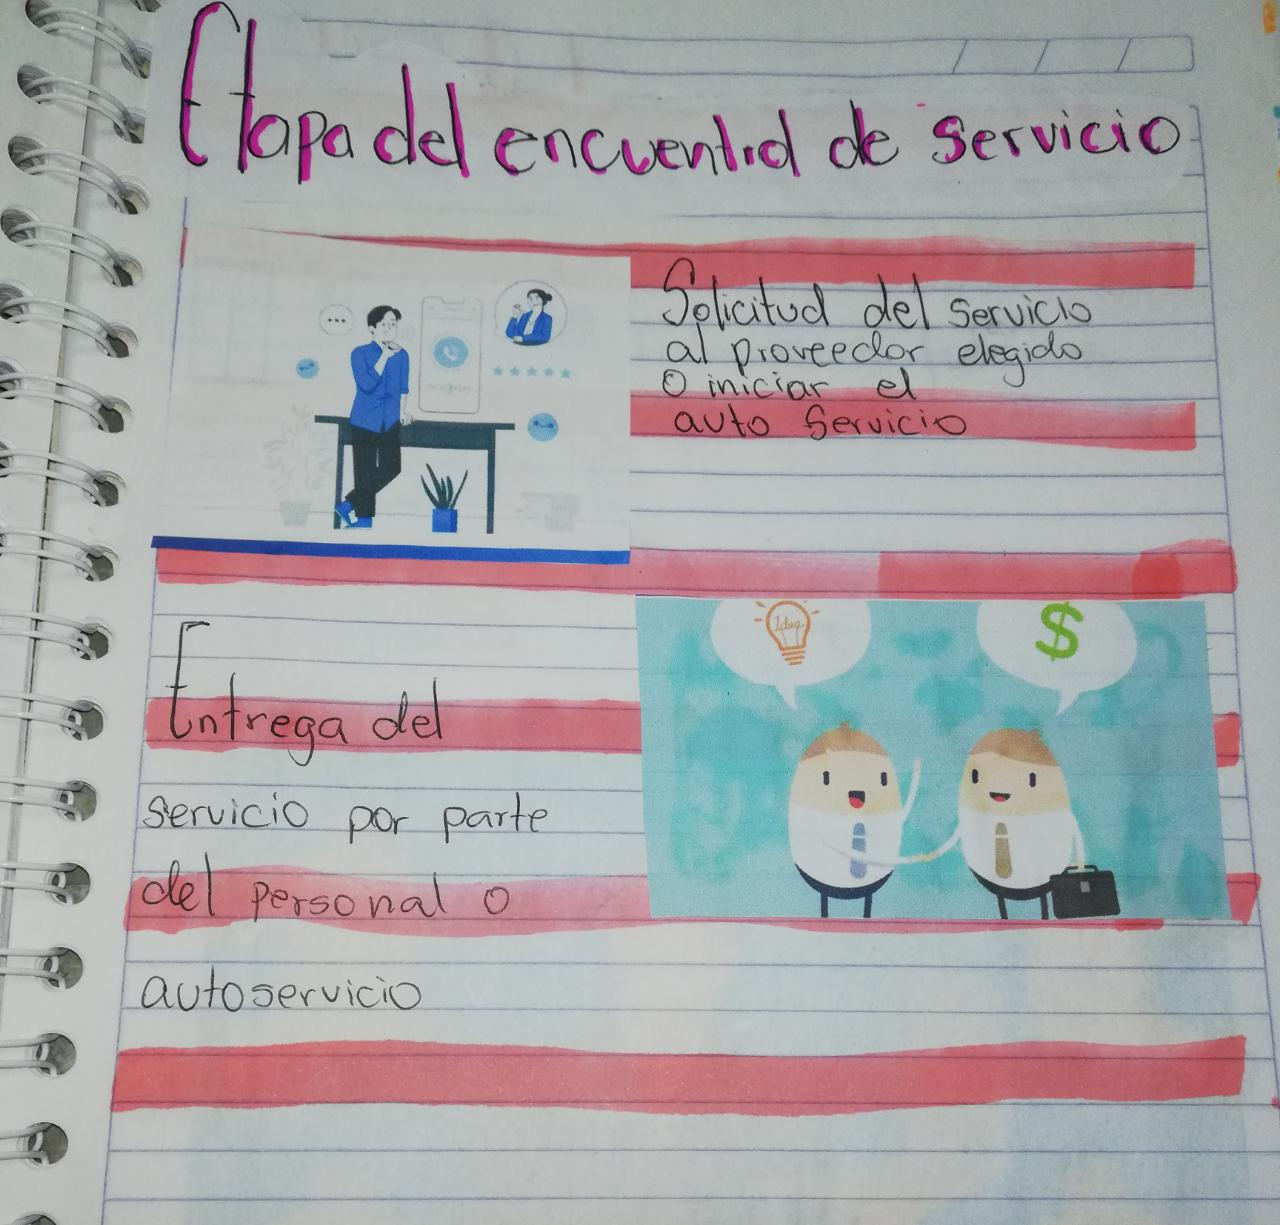 Etapa del encuentro de servicio
Solicitud del servicio
al proveedor elegido
o iniciar el
auto servicio
Idea
$
Entrega del
servicio por parte
del personal o
autoservicio